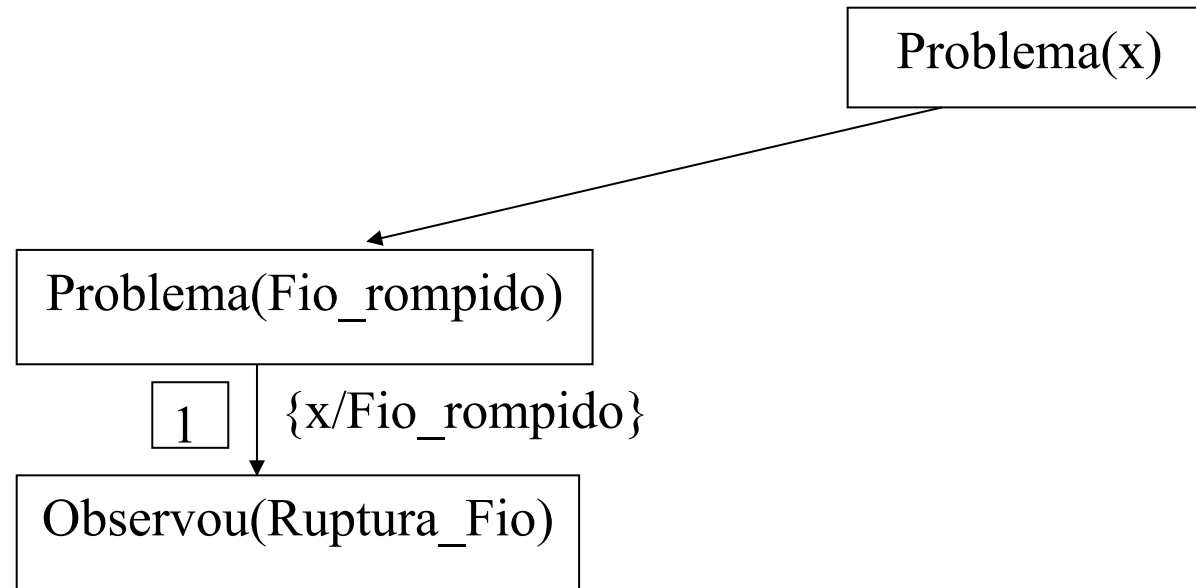 Problema(x)
Problema(Fio_rompido)
1
{x/Fio_rompido}
Observou(Ruptura_Fio)